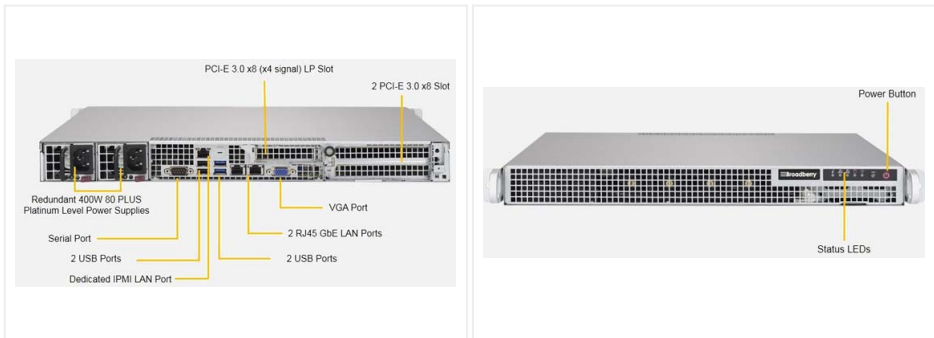 PCI-E 3.0 x8 (x4 signal) LP Slot
2 PCI-E 3.0 x8 Slot
Redundant 400W 80 PLUS
Platinum Level Power Supplies
VGA Port
Serial Port
2 RJ45 GbE LAN Ports
2 USB Ports
2 USB Ports
Dedicated IPMI LAN Port
Power Button
Broadberry
Status LEDs